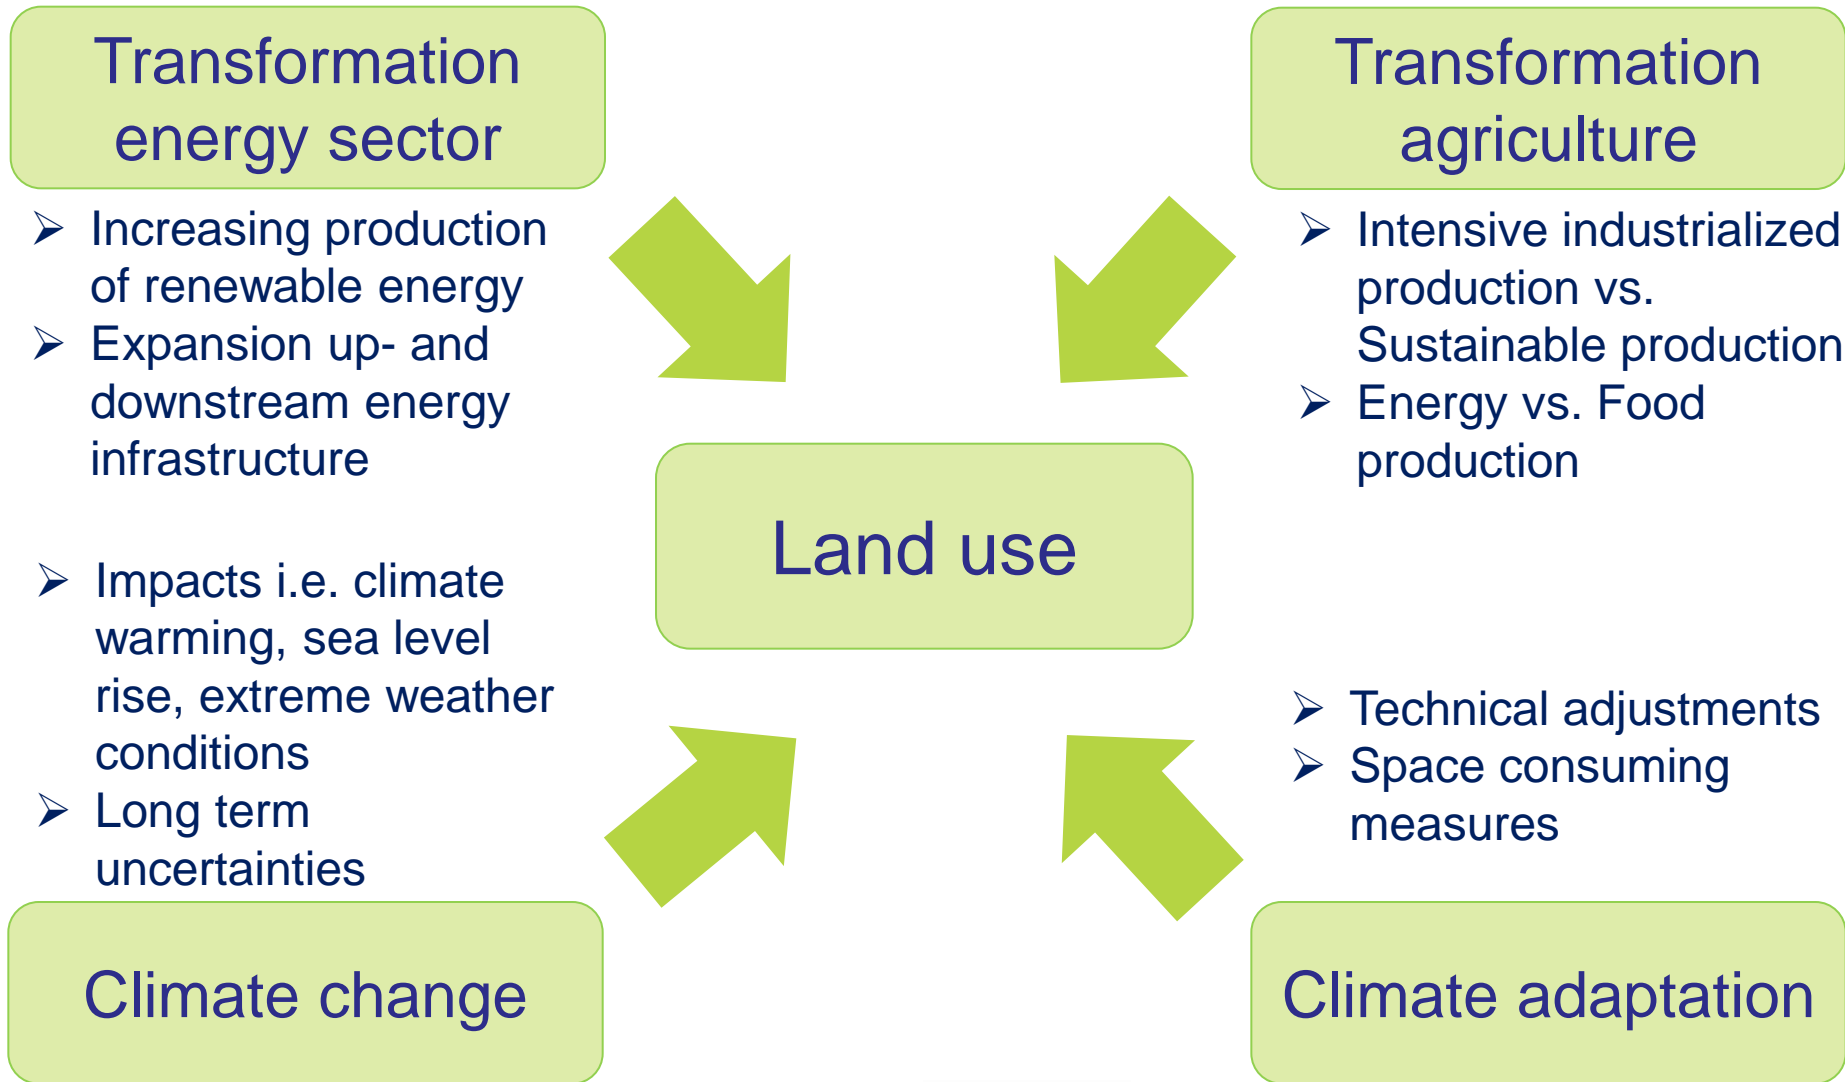 Transformation
energy sector
➢ Increasing production
of renewable energy
➢ Expansion up- and
downstream energy
infrastructure
Transformation
agriculture
➢ Intensive industrialized
production vs.
Sustainable production
➢ Energy vs. Food
production
Land use
➢ Impacts i.e. climate
warming, sea level
rise, extreme weather
conditions
➢ Long term
uncertainties
Climate change
➢ Technical adjustments
➢ Space consuming
measures
Climate adaptation